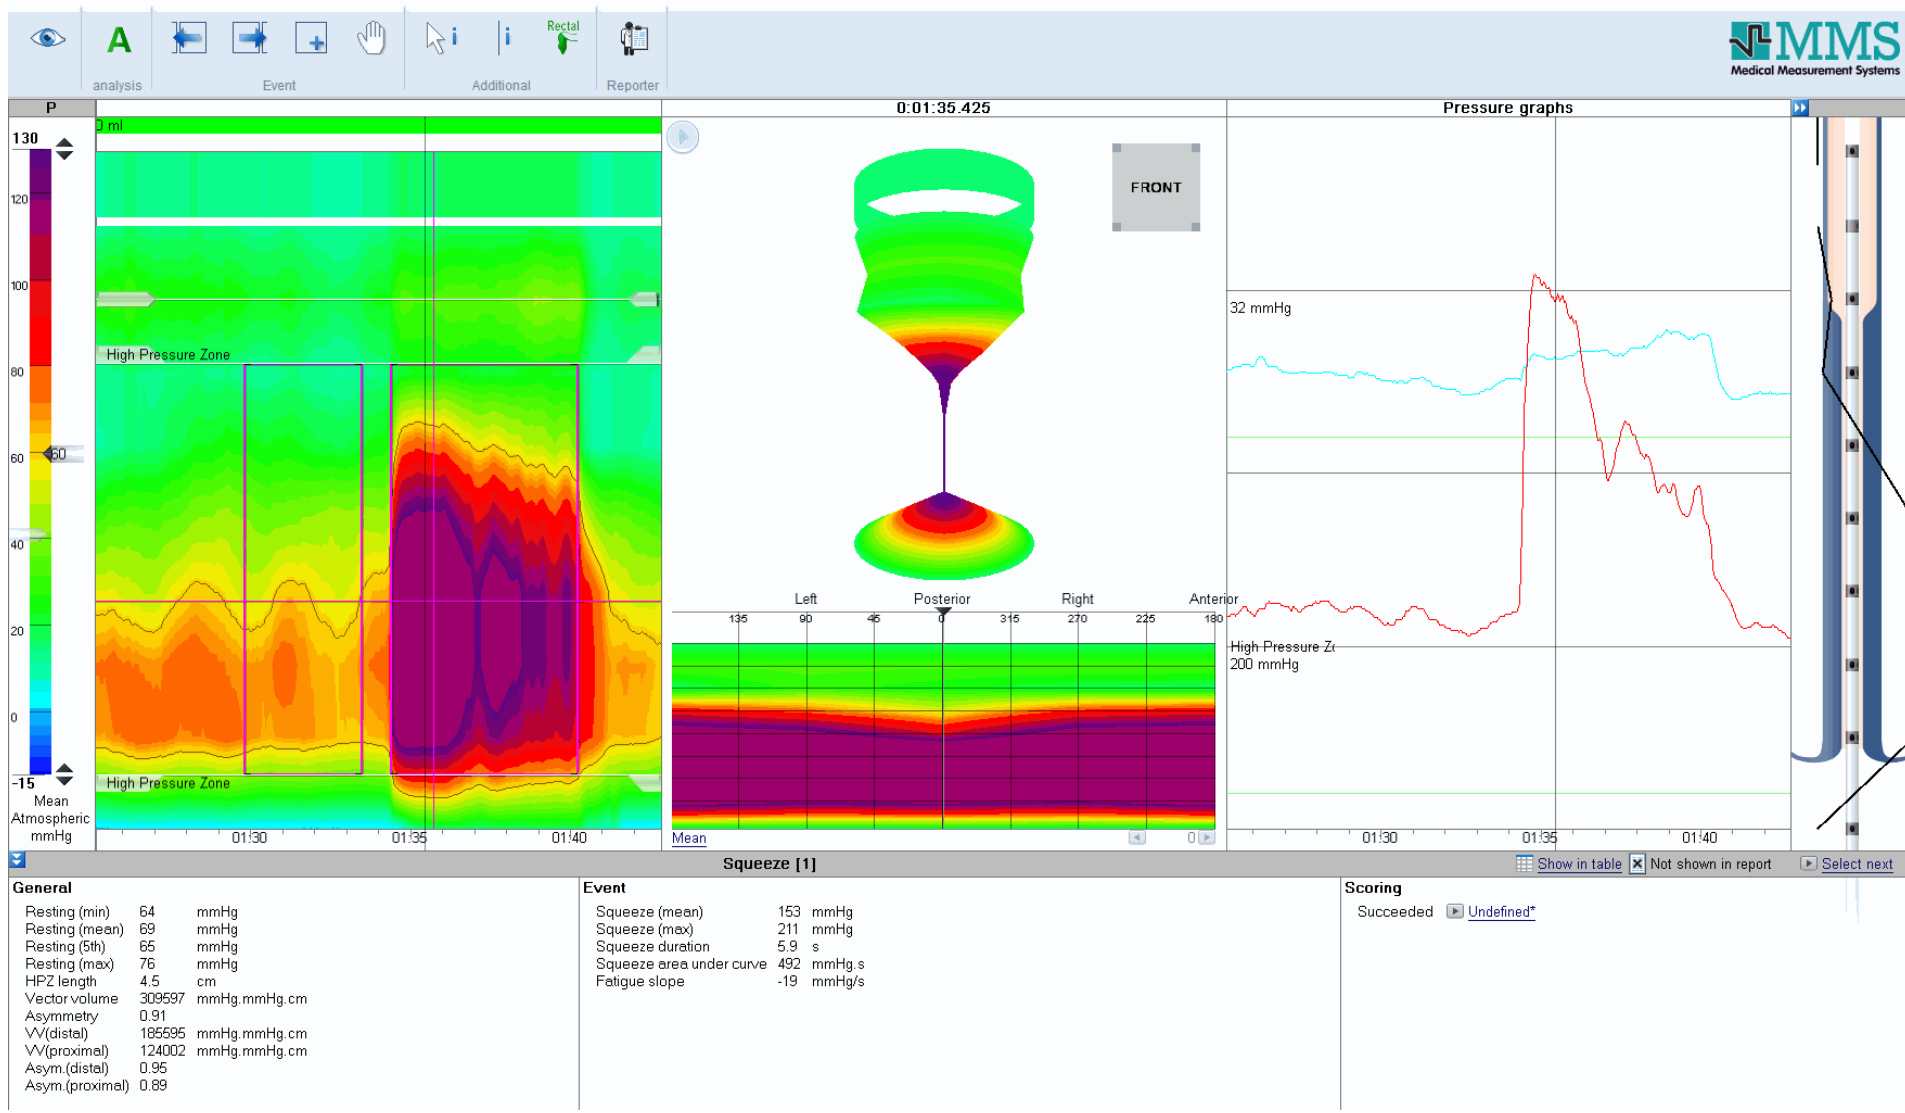 Rectal
A
MMS
Medical Measurement Systems
analysis
Event
Additional
Reporter
P
0:01:35.425
Pressure graphs
130
120
100
80
60
60
40
20
0
-15
Mean
Atmospheric
mmHg
0 ml
High Pressure Zone
High Pressure Zone
01:30
01:35
01:40
FRONT
Left
Posterior
Right
Anterior
135
90
45
0
315
270
225
180
Mean
0
32 mmHg
High Pressure Zo
200 mmHg
01:30
01:35
01:40
Squeeze [1]
Show in table
Not shown in report
Select next
General
Resting (min) 64 mmHg
Resting (mean) 69 mmHg
Resting (5th) 65 mmHg
Resting (max) 76 mmHg
HPZ length 4.5 cm
Vector volume 309597 mmHg.mmHg.cm
Asymmetry 0.91
VV(distal) 185595 mmHg.mmHg.cm
VV(proximal) 124002 mmHg.mmHg.cm
Asym.(distal) 0.95
Asym.(proximal) 0.89
Event
Squeeze (mean) 153 mmHg
Squeeze (max) 211 mmHg
Squeeze duration 5.9 s
Squeeze area under curve 492 mmHg.s
Fatigue slope -19 mmHg/s
Scoring
Succeeded Undefined*